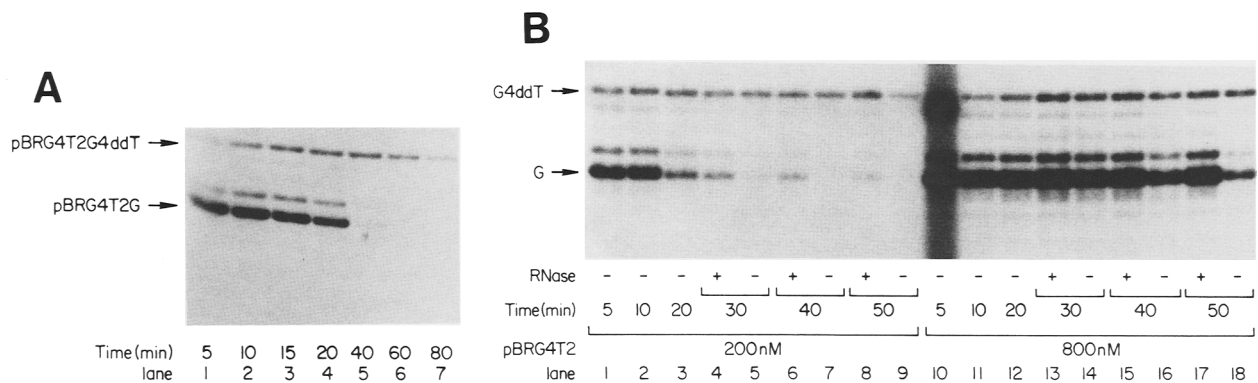 A
pBRG4T2G4ddT
pBRG4T2G
Time(min) 5 10 15 20 40 60 80
lane 1 2 3 4 5 6 7
B
G4ddT
G
RNase - - - + - + - + - - - - + - + - + -
Time(min) 5 10 20 30 40 50 5 10 20 30 40 50
pBRG4T2 200nM 800nM
lane 1 2 3 4 5 6 7 8 9 10 11 12 13 14 15 16 17 18